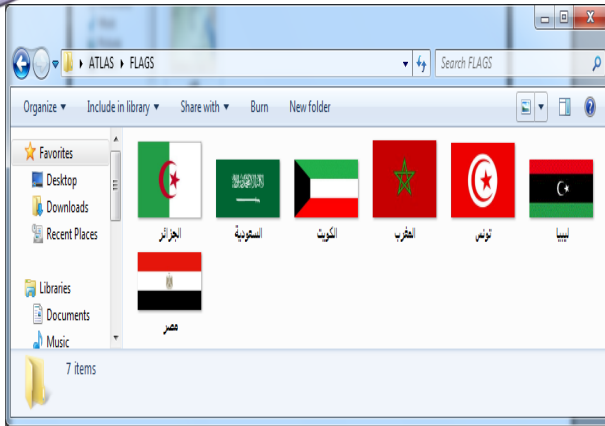 ATLAS FLAGS
Search FLAGS
Organize Include in library Share with Burn New folder
Favorites
Desktop
Downloads
Recent Places
Libraries
Documents
Music
الجزائر
السعودية
الكويت
المغرب
تونس
ليبيا
مصر
7 items